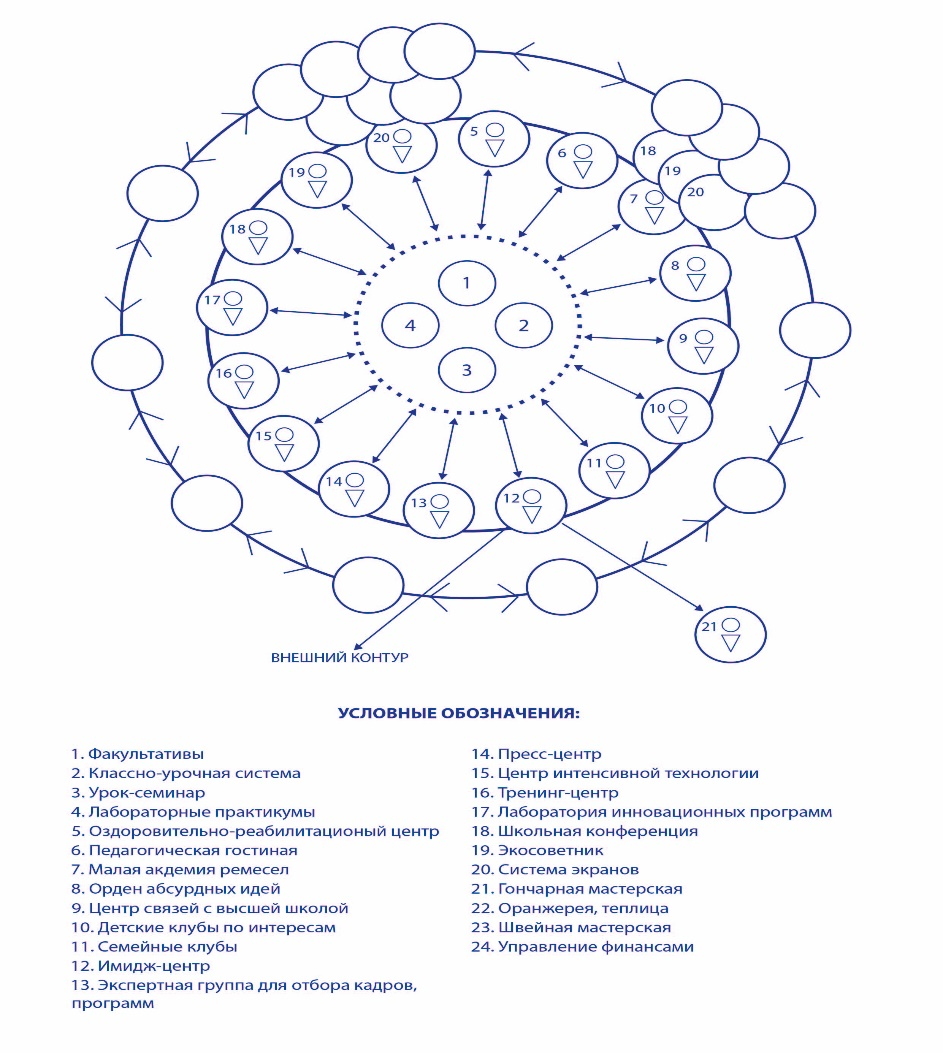 20
5
6
18
19
20
7
19
18
8
17
9
16
10
15
11
14
13
12
1
4
2
3
21
ВНЕШНИЙ КОНТУР
УСЛОВНЫЕ ОБОЗНАЧЕНИЯ:
1. Факультативы
2. Классно-урочная система
3. Урок-семинар
4. Лабораторные практикумы
5. Оздоровительно-реабилитационый центр
6. Педагогическая гостиная
7. Малая акдемия ремесел
8. Орден абсурдных идей
9. Центр связей с высшей школой
10. Детские клубы по интересам
11. Семейные клубы
12. Имидж-центр
13. Экспертная группа для отбора кадров,
программ
14. Пресс-центр
15. Центр интенсивной технологии
16. Тренинг-центр
17. Лаборатория инновационных программ
18. Школьная конференция
19. Экосоветник
20. Система экранов
21. Гончарная мастерская
22. Оранжерея, теплица
23. Швейная мастерская
24. Управление финансами